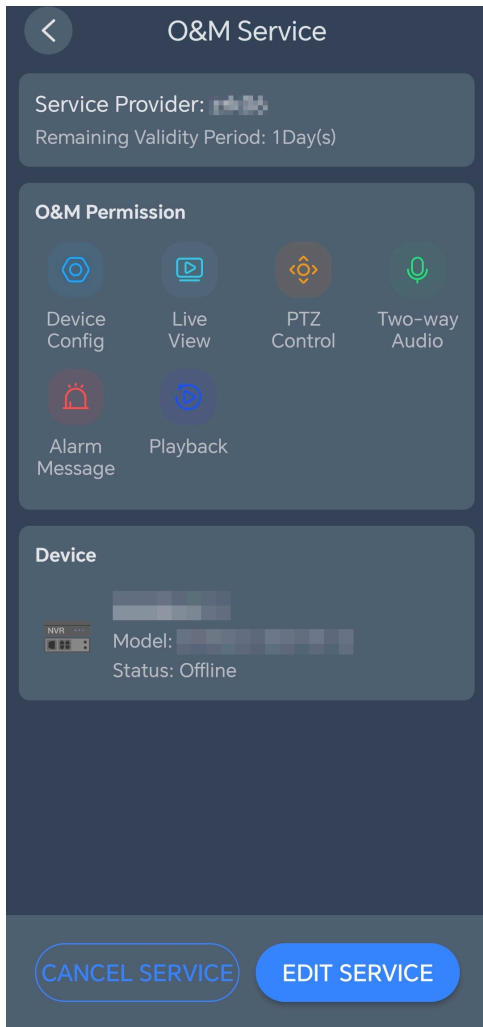 O&M Service
Service Provider:
Remaining Validity Period: 1Day(s)
O&M Permission
Device Config
Live View
PTZ Control
Two-way Audio
Alarm Message
Playback
Device
NVR
Model:
Status: Offline
CANCEL SERVICE
EDIT SERVICE